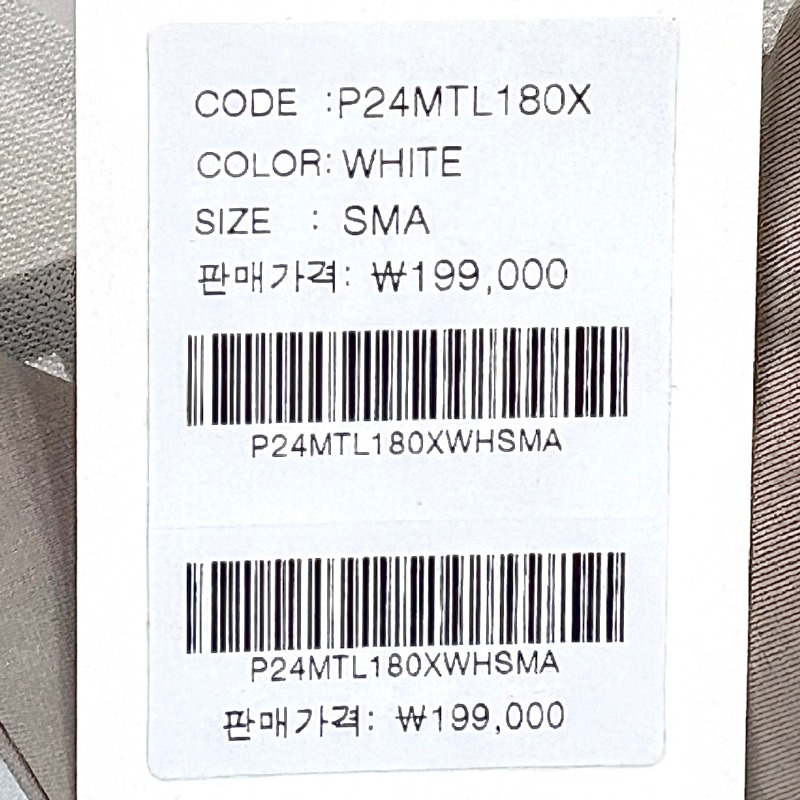 CODE :P24MTL180X
COLOR: WHITE
SIZE : SMA
판매가격: ₩199,000
P24MTL180XWHSMA
P24MTL180XWHSMA
판매가격: ₩199,000